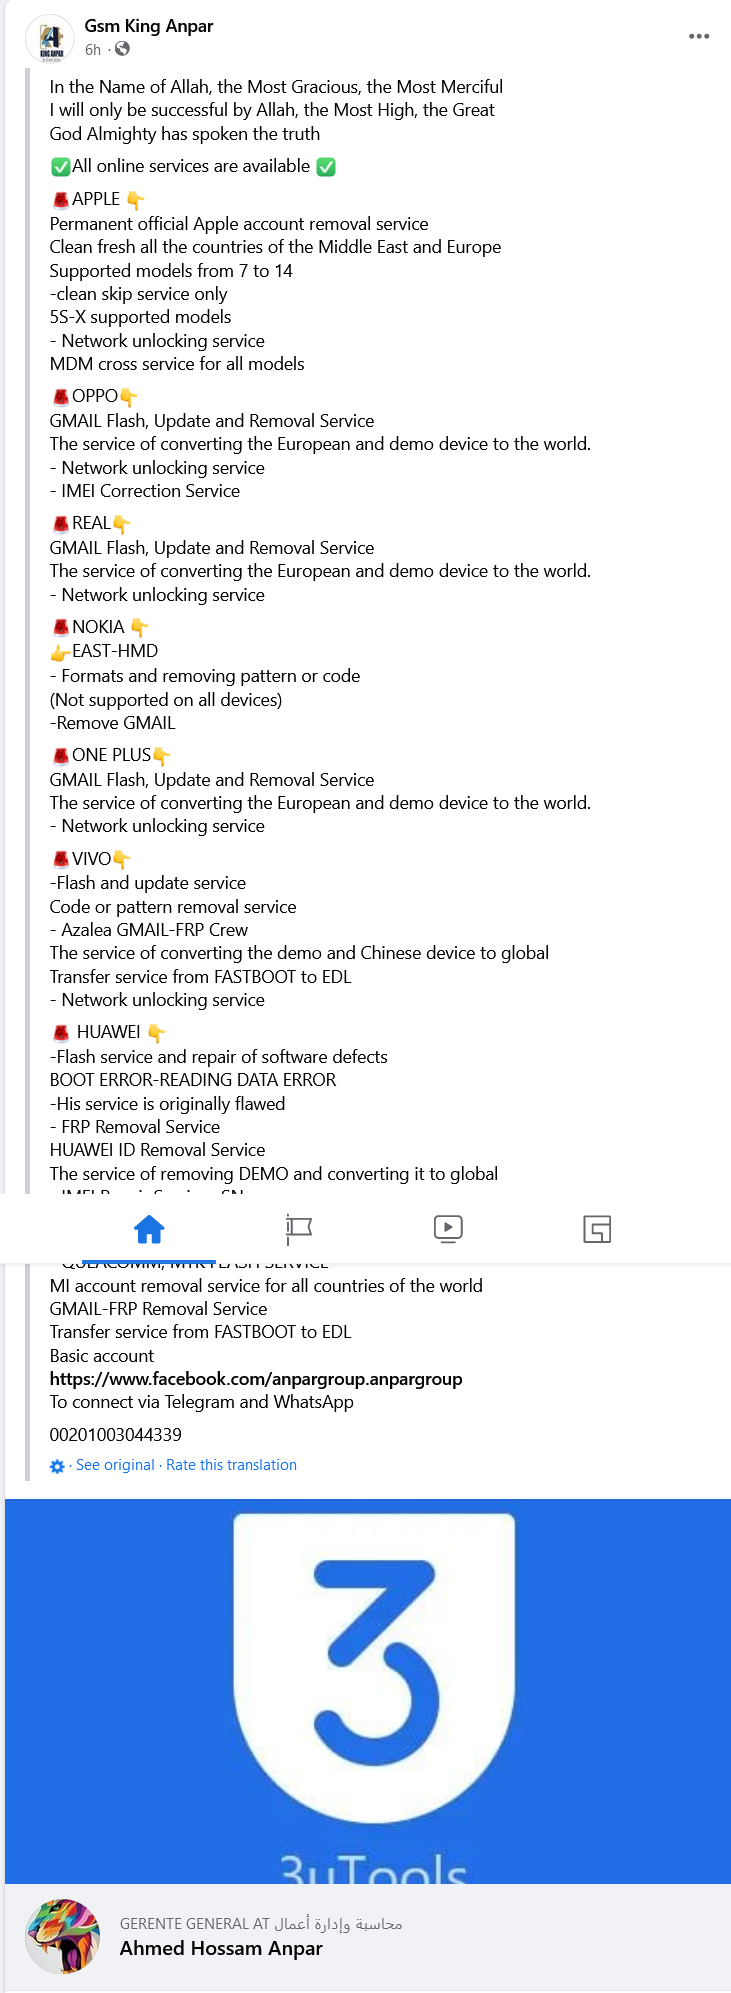 Gsm King Anpar
6h ·
In the Name of Allah, the Most Gracious, the Most Merciful
I will only be successful by Allah, the Most High, the Great
God Almighty has spoken the truth
✅All online services are available ✅
APPLE 👇
Permanent official Apple account removal service
Clean fresh all the countries of the Middle East and Europe
Supported models from 7 to 14
-clean skip service only
5S-X supported models
- Network unlocking service
MDM cross service for all models
OPPO👇
GMAIL Flash, Update and Removal Service
The service of converting the European and demo device to the world.
- Network unlocking service
- IMEI Correction Service
REAL👇
GMAIL Flash, Update and Removal Service
The service of converting the European and demo device to the world.
- Network unlocking service
NOKIA 👇
👉EAST-HMD
- Formats and removing pattern or code
(Not supported on all devices)
-Remove GMAIL
ONE PLUS👇
GMAIL Flash, Update and Removal Service
The service of converting the European and demo device to the world.
- Network unlocking service
VIVO👇
-Flash and update service
Code or pattern removal service
- Azalea GMAIL-FRP Crew
The service of converting the demo and Chinese device to global
Transfer service from FASTBOOT to EDL
- Network unlocking service
HUAWEI 👇
-Flash service and repair of software defects
BOOT ERROR-READING DATA ERROR
-His service is originally flawed
- FRP Removal Service
HUAWEI ID Removal Service
The service of removing DEMO and converting it to global
MI account removal service for all countries of the world
GMAIL-FRP Removal Service
Transfer service from FASTBOOT to EDL
Basic account
https://www.facebook.com/anpargroup.anpargroup
To connect via Telegram and WhatsApp
00201003044339
· See original · Rate this translation
3
3uTools
GERENTE GENERAL AT محاسبة وإدارة أعمال
Ahmed Hossam Anpar